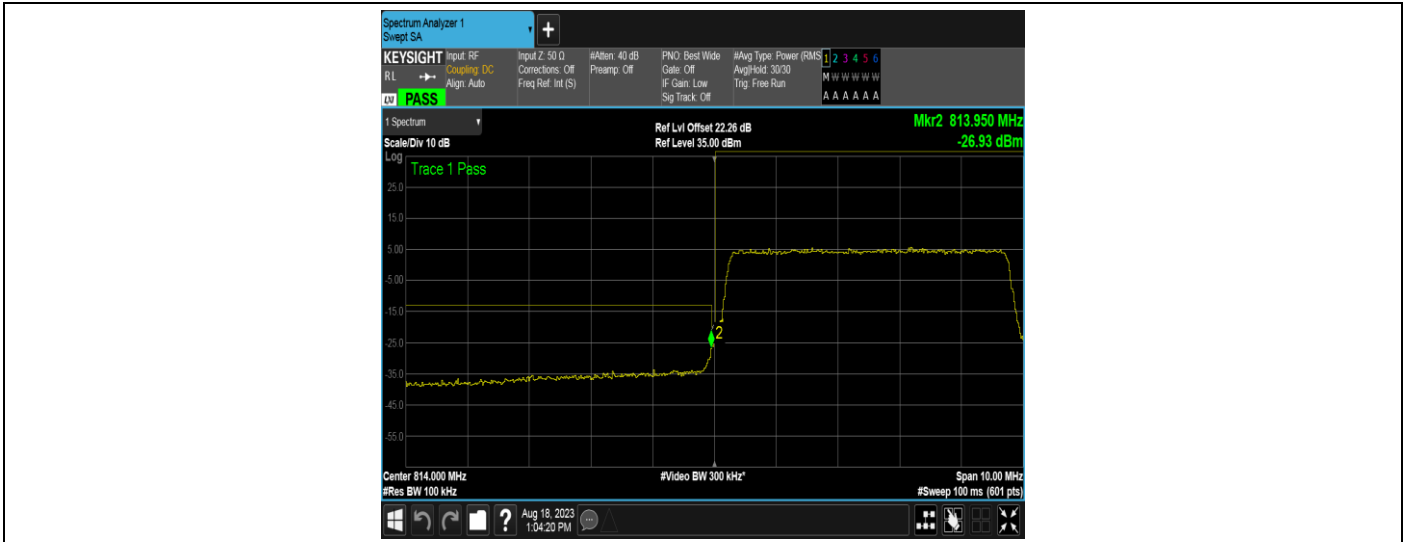 Spectrum Analyzer 1
Swept SA
+
KEYSIGHT Input: RF Input Z: 50 Ω #Atten: 40 dB PNO: Best Wide #Avg Type: Power (RMS 1 2 3 4 5 6
RL Coupling: DC Corrections: Off Preamp: Off Gate: Off Avg|Hold: 30/30 M W W W W W
Align: Auto Freq Ref: Int (S) IF Gain: Low Trig: Free Run
LXI PASS Sig Track: Off A A A A A A
1 Spectrum Ref Lvl Offset 22.26 dB Mkr2 813.950 MHz
Scale/Div 10 dB Ref Level 35.00 dBm -26.93 dBm
Log
Trace 1 Pass
25.0
15.0
5.00
-5.00
-15.0
2
-25.0
-35.0
-45.0
-55.0
Center 814.000 MHz #Video BW 300 kHz* Span 10.00 MHz
#Res BW 100 kHz #Sweep 100 ms (601 pts)
? Aug 18, 2023
1:04:20 PM